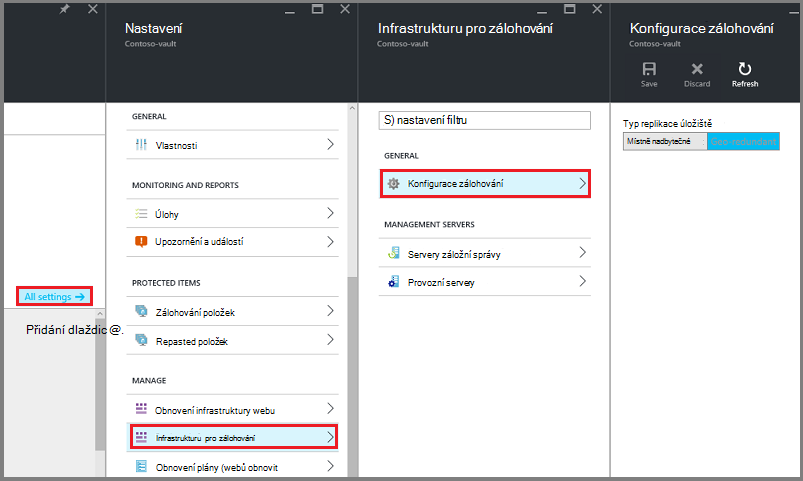 All settings
Přidání dlaždic @.
Nastavení
Contoso-vault
GENERAL
Vlastnosti
MONITORING AND REPORTS
Úlohy
Upozornění a událostí
PROTECTED ITEMS
Zálohování položek
Repasted položek
MANAGE
Obnovení infrastruktury webu
Infrastrukturu pro zálohování
Obnovení plány (webů obnovit
Infrastrukturu pro zálohování
Contoso-vault
S) nastavení filtru
GENERAL
Konfigurace zálohování
MANAGEMENT SERVERS
Servery záložní správy
Provozní servery
Konfigurace zálohování
Contoso-vault
Save Discard Refresh
Typ replikace úložiště
Místně nadbytečné : Geo-redundant